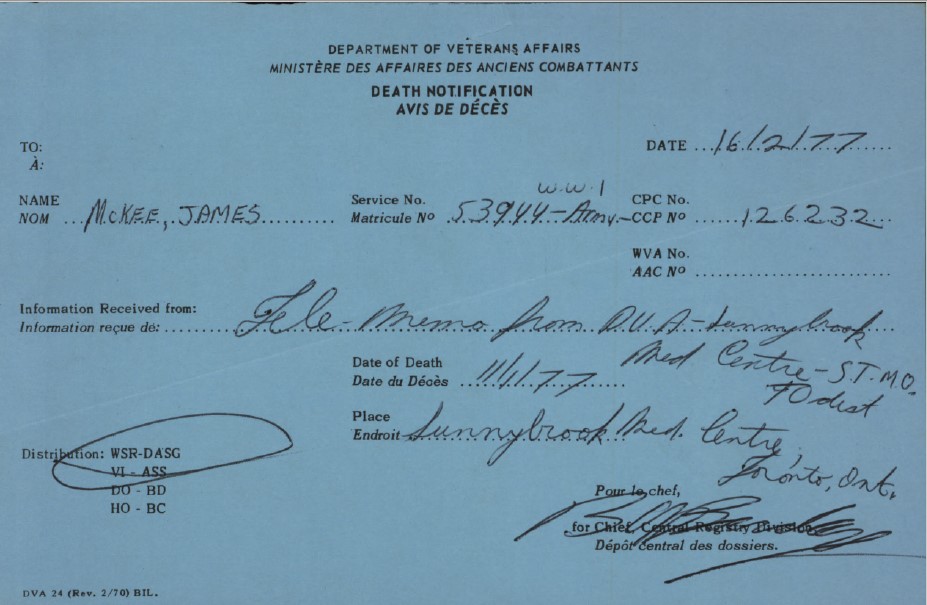 DEPARTMENT OF VETERANS AFFAIRS
MINISTÈRE DES AFFAIRES DES ANCIENS COMBATTANTS
DEATH NOTIFICATION
AVIS DE DÉCÈS
TO:
À:
DATE 16/2/77
NAME
NOM McKEE, JAMES
W.W.1
Service No.
Matricule Nº 53944-Army-
CPC No.
CCP Nº 126232
WVA No.
AAC Nº
Information Received from:
Information reçue de: Tele-memo from D.V.A-Sunnybrook
Med Centre-S.T.M.O.
TO dist
Date of Death
Date du Décès 11/1/77
Place
Endroit Sunnybrook Med. Centre,
Toronto, Ont.
Distribution: WSR-DASG
VI - ASS
DO - BD
HO - BC
Pour le chef,
for Chief, Central Registry Division
Dépôt central des dossiers.
DVA 24 (Rev. 2/70) BIL.